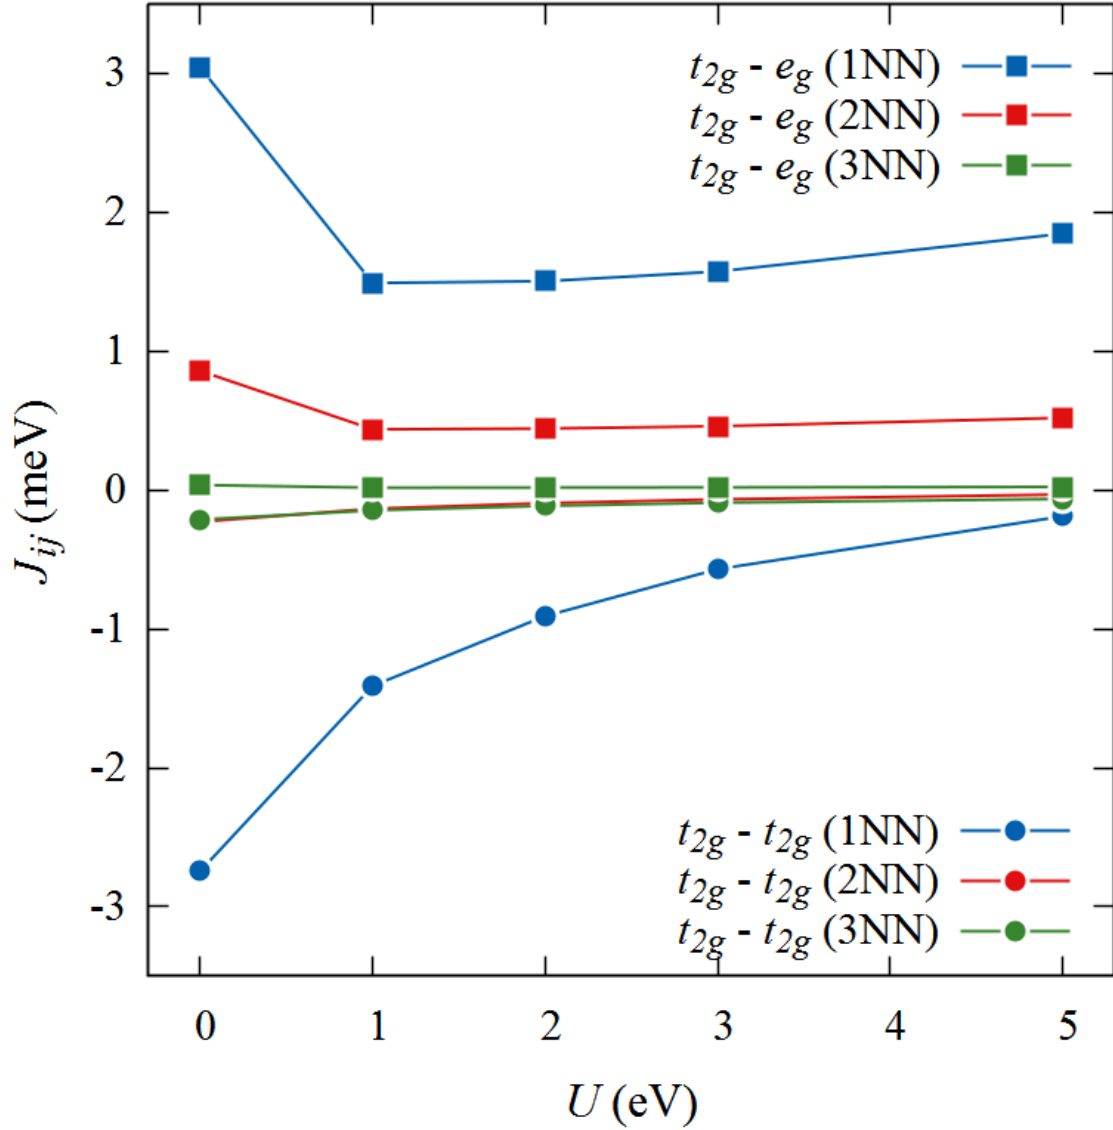 t2g - eg (1NN)
t2g - eg (2NN)
t2g - eg (3NN)
3
2
1
0
-1
-2
-3
Jij (meV)
t2g - t2g (1NN)
t2g - t2g (2NN)
t2g - t2g (3NN)
0 1 2 3 4 5
U (eV)